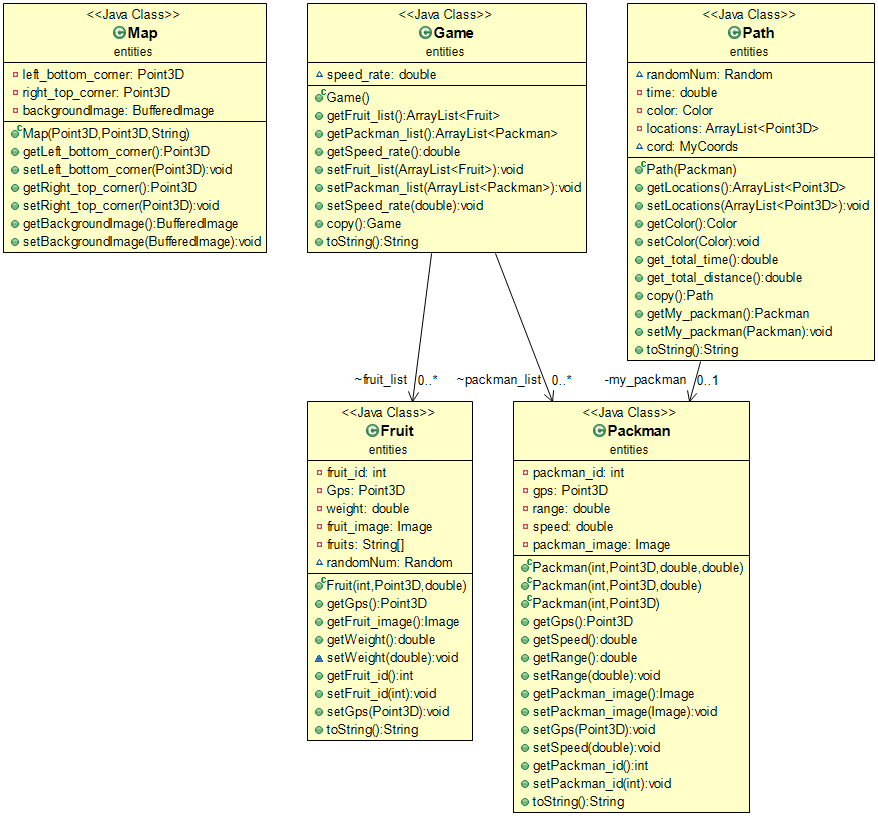 <<Java Class>>
Map
entities
left_bottom_corner: Point3D
right_top_corner: Point3D
backgroundImage: BufferedImage
Map(Point3D,Point3D,String)
getLeft_bottom_corner():Point3D
setLeft_bottom_corner(Point3D):void
getRight_top_corner():Point3D
setRight_top_corner(Point3D):void
getBackgroundImage():BufferedImage
setBackgroundImage(BufferedImage):void
<<Java Class>>
Game
entities
speed_rate: double
Game()
getFruit_list():ArrayList<Fruit>
getPackman_list():ArrayList<Packman>
getSpeed_rate():double
setFruit_list(ArrayList<Fruit>):void
setPackman_list(ArrayList<Packman>):void
setSpeed_rate(double):void
copy():Game
toString():String
<<Java Class>>
Path
entities
randomNum: Random
time: double
color: Color
locations: ArrayList<Point3D>
cord: MyCoords
Path(Packman)
getLocations():ArrayList<Point3D>
setLocations(ArrayList<Point3D>):void
getColor():Color
setColor(Color):void
get_total_time():double
get_total_distance():double
copy():Path
getMy_packman():Packman
setMy_packman(Packman):void
toString():String
~fruit_list 0..*
~packman_list 0..*
-my_packman 0..1
<<Java Class>>
Fruit
entities
fruit_id: int
Gps: Point3D
weight: double
fruit_image: Image
fruits: String[]
randomNum: Random
Fruit(int,Point3D,double)
getGps():Point3D
getFruit_image():Image
getWeight():double
setWeight(double):void
getFruit_id():int
setFruit_id(int):void
setGps(Point3D):void
toString():String
<<Java Class>>
Packman
entities
packman_id: int
gps: Point3D
range: double
speed: double
packman_image: Image
Packman(int,Point3D,double,double)
Packman(int,Point3D,double)
Packman(int,Point3D)
getGps():Point3D
getSpeed():double
getRange():double
setRange(double):void
getPackman_image():Image
setPackman_image(Image):void
setGps(Point3D):void
setSpeed(double):void
getPackman_id():int
setPackman_id(int):void
toString():String